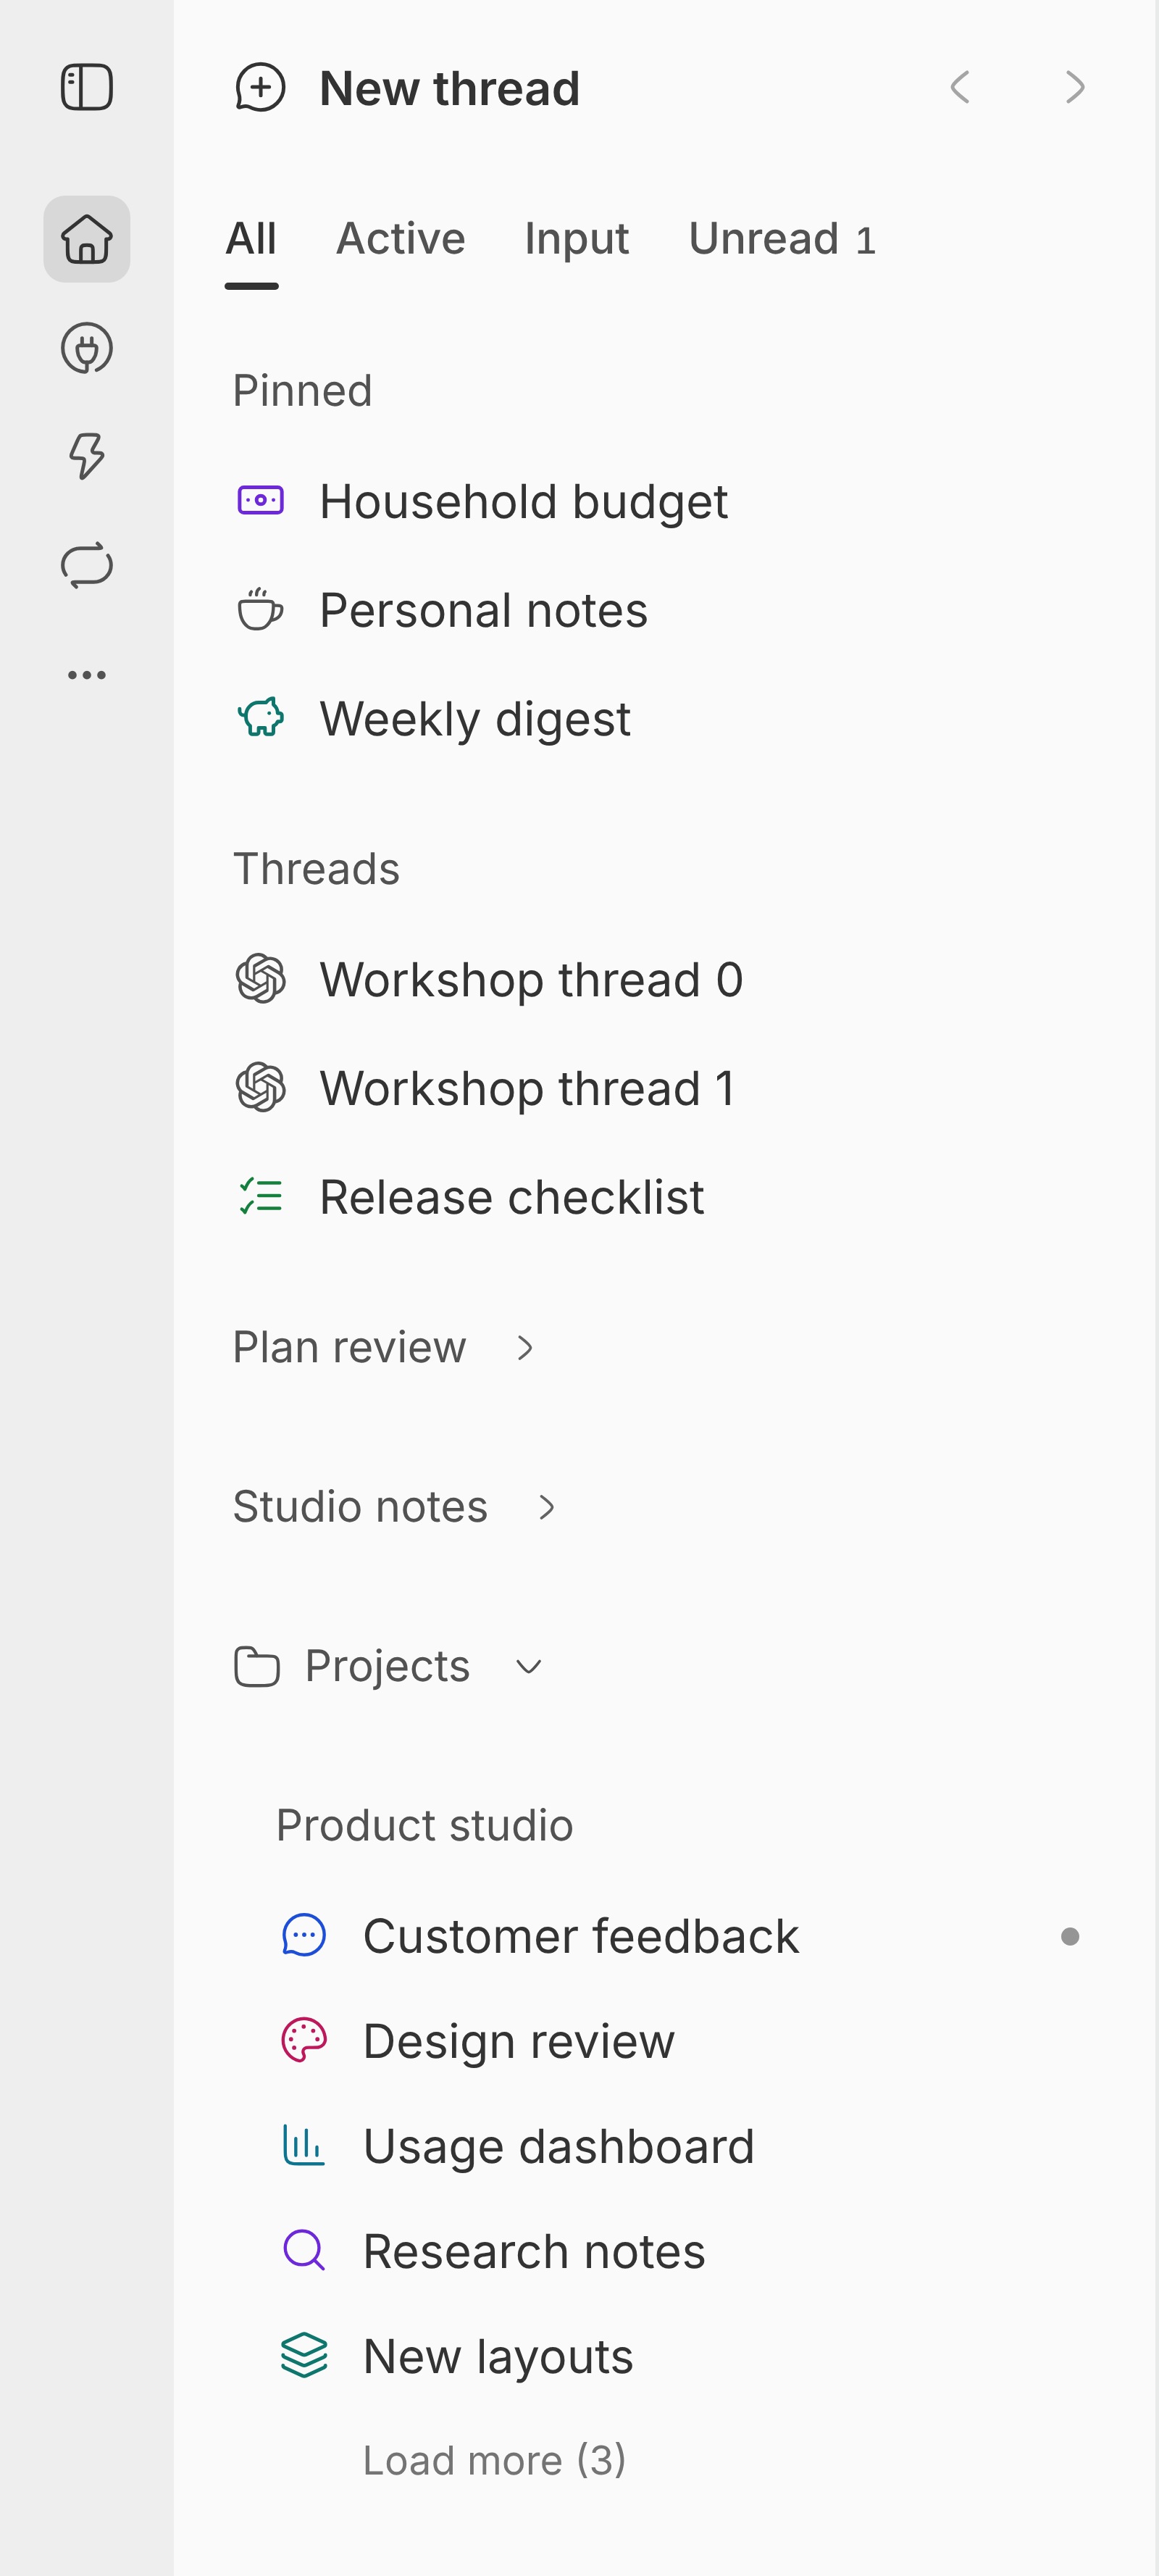 New thread
All Active Input Unread 1
Pinned
Household budget
Personal notes
Weekly digest
Threads
Workshop thread 0
Workshop thread 1
Release checklist
Plan review
Studio notes
Projects
Product studio
Customer feedback
Design review
Usage dashboard
Research notes
New layouts
Load more (3)